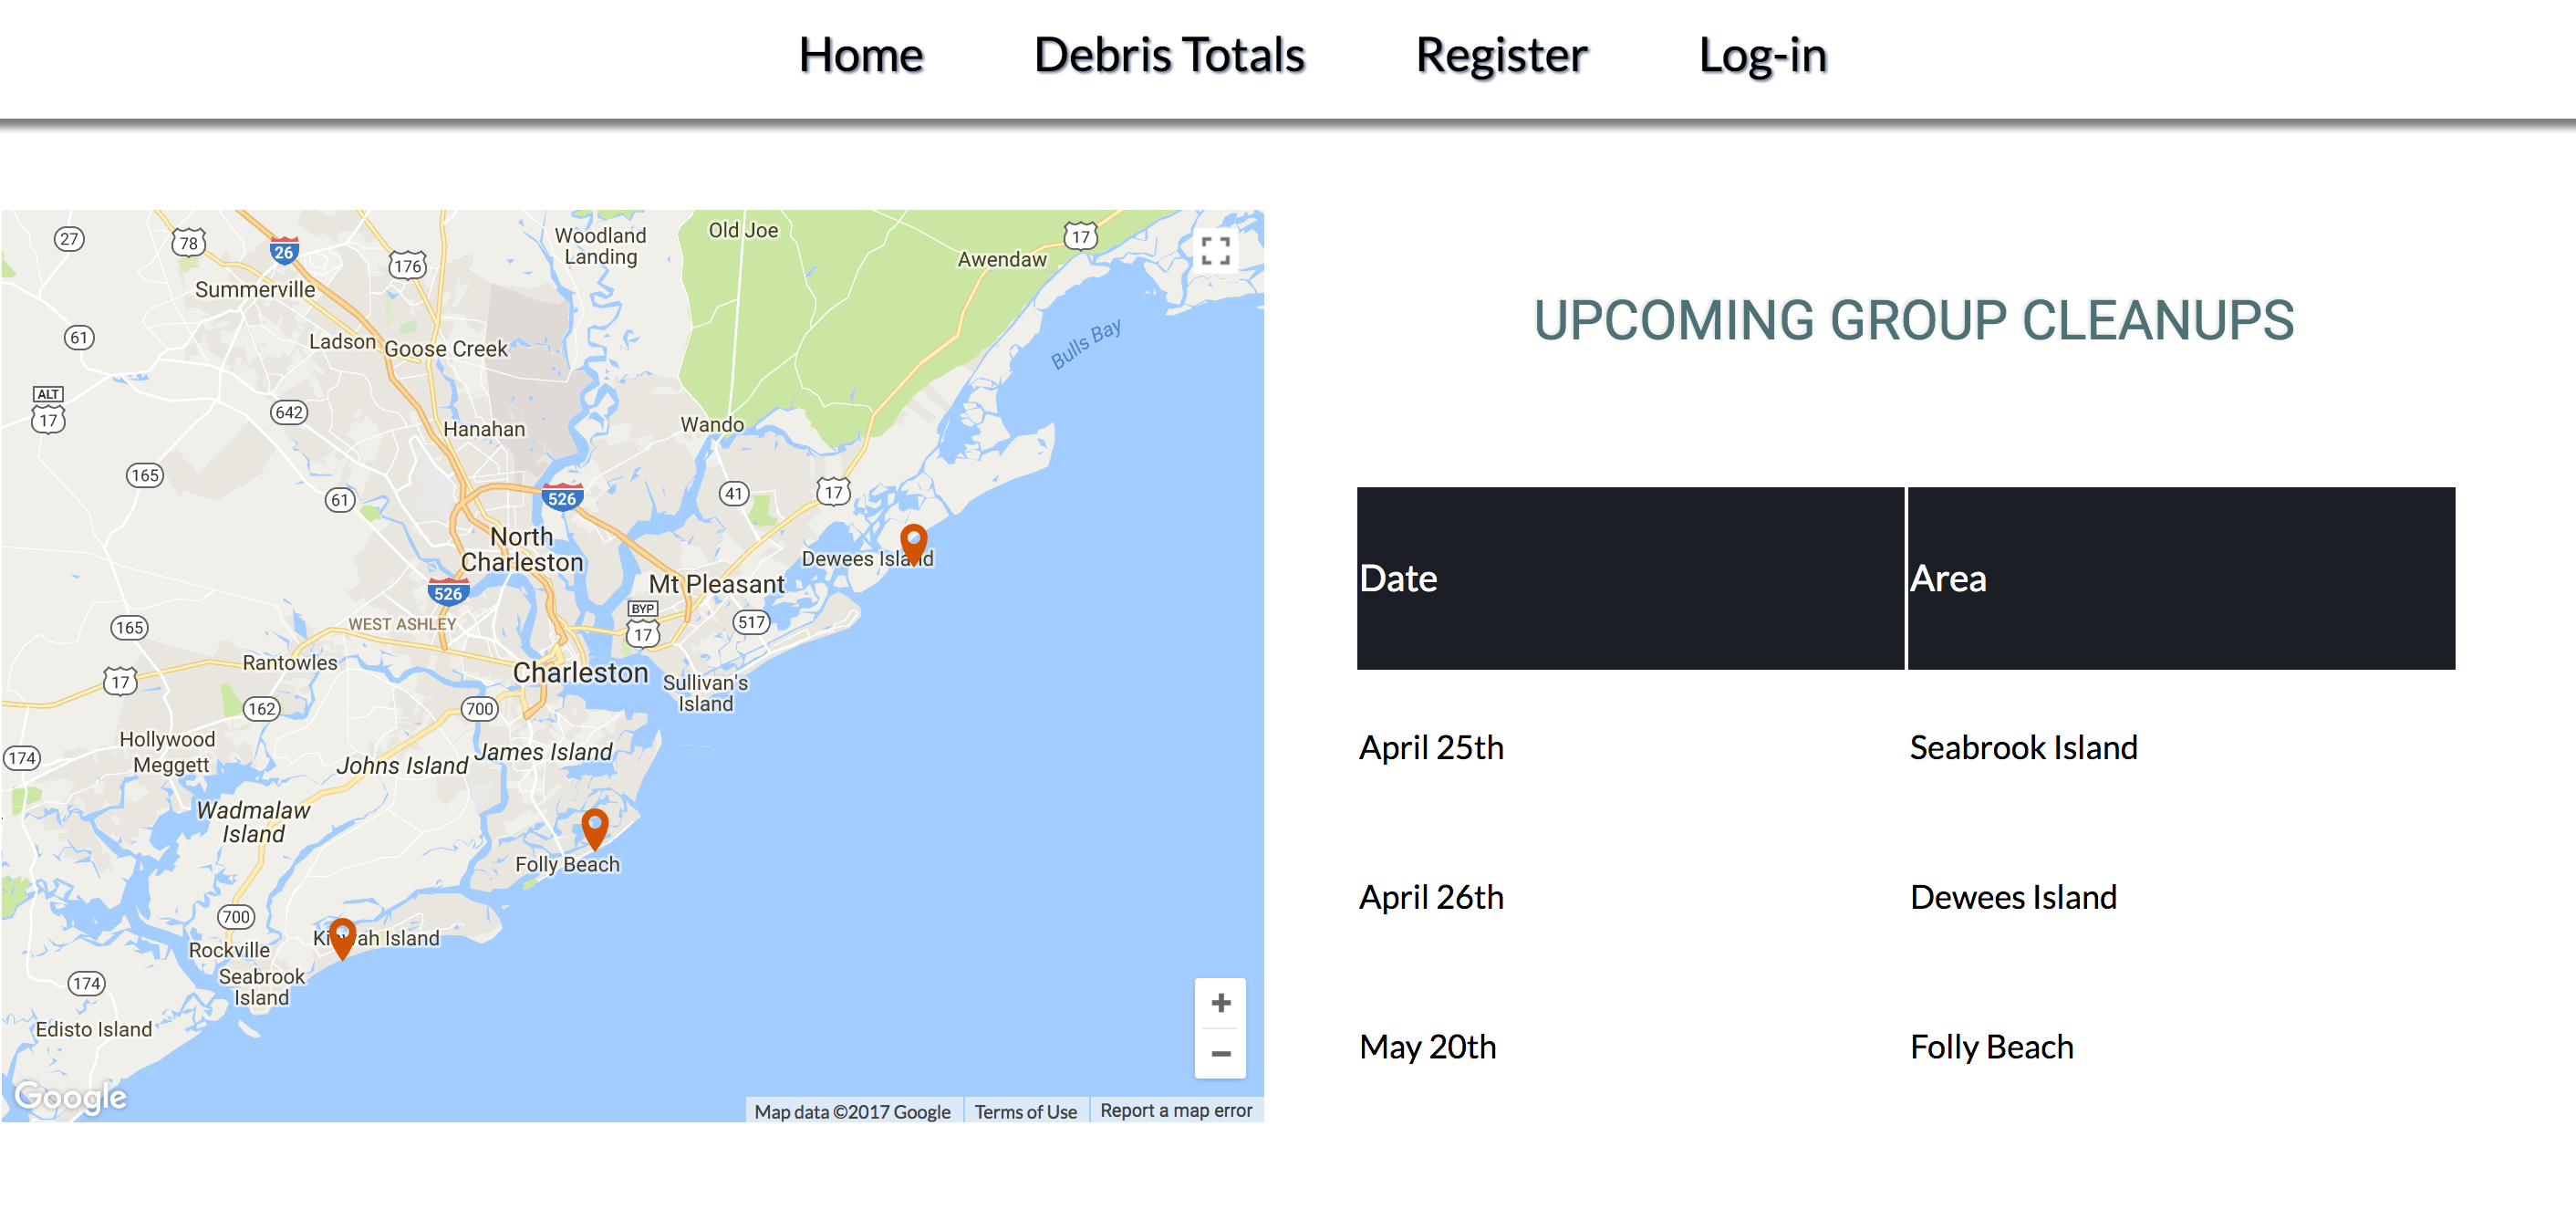 Home Debris Totals Register Log-in
27
78
26
176
Woodland
Landing
Old Joe
17
Awendaw
Summerville
61
Ladson
Goose Creek
Bulls Bay
ALT
17
642
Hanahan
Wando
165
61
526
41
17
North
Charleston
Dewees Island
526
Mt Pleasant
BYP
17
517
165
WEST ASHLEY
Rantowles
17
Charleston
Sullivan's
Island
162
700
Hollywood
Meggett
174
James Island
Johns Island
Wadmalaw
Island
Folly Beach
700
Kiawah Island
Rockville
Seabrook
Island
174
Edisto Island
Google
+
−
Map data ©2017 Google
Terms of Use
Report a map error
UPCOMING GROUP CLEANUPS
Date Area
April 25th Seabrook Island
April 26th Dewees Island
May 20th Folly Beach